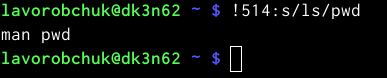 lavorobchuk@dk3n62 ~ $ !514:s/ls/pwd
man pwd
lavorobchuk@dk3n62 ~ $